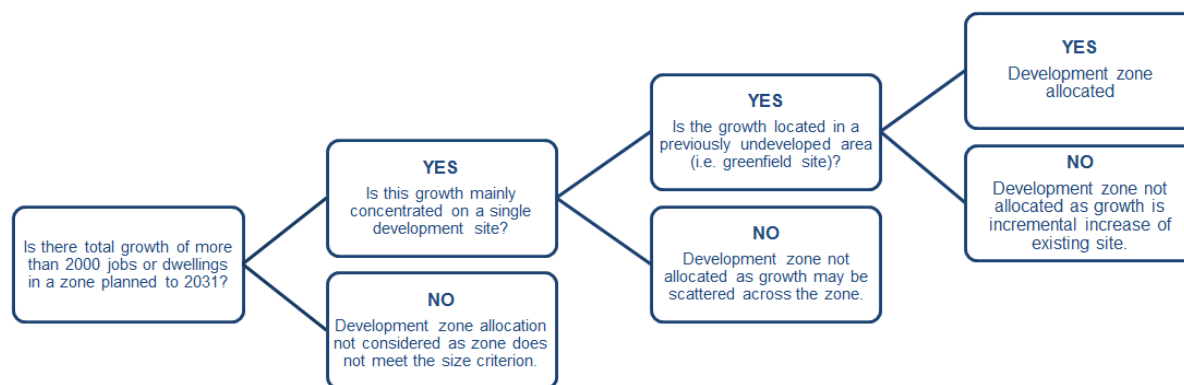 Is there total growth of more
than 2000 jobs or dwellings
in a zone planned to 2031?
YES
Is this growth mainly
concentrated on a single
development site?
NO
Development zone allocation
not considered as zone does
not meet the size criterion.
YES
Is the growth located in a
previously undeveloped area
(i.e. greenfield site)?
NO
Development zone not
allocated as growth may be
scattered across the zone.
YES
Development zone
allocated
NO
Development zone not
allocated as growth is
incremental increase of
existing site.